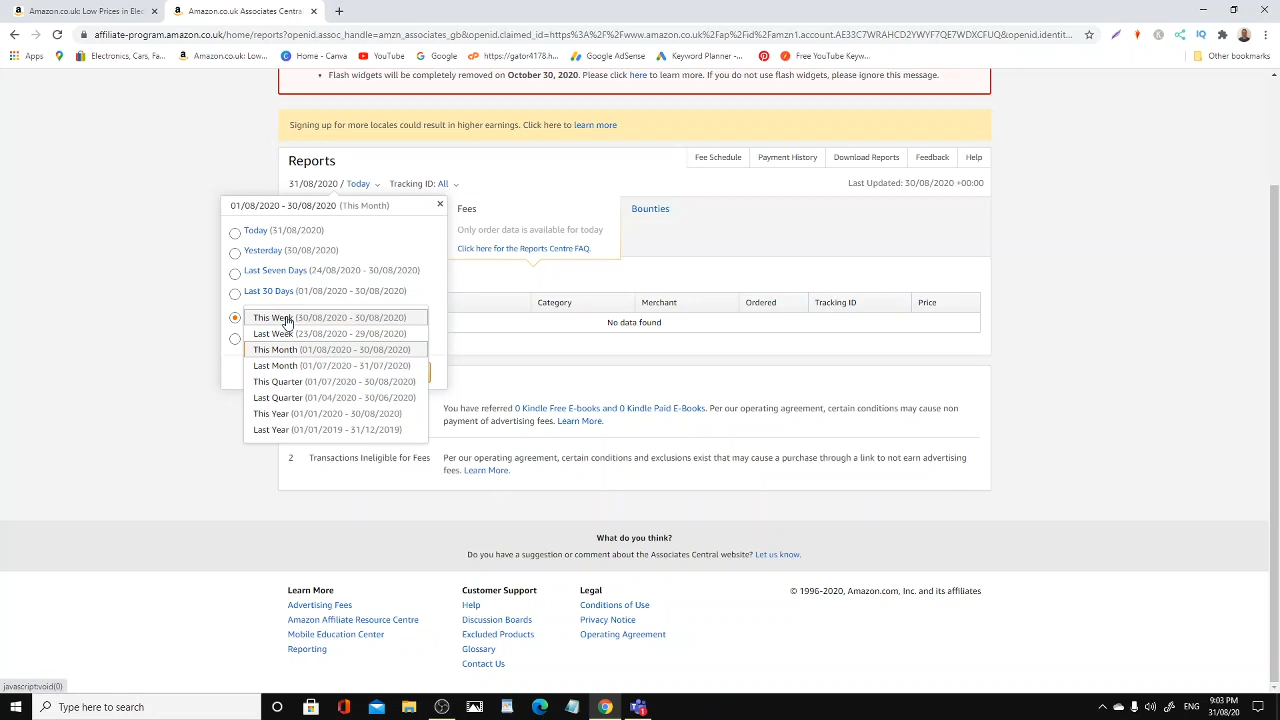 Amazon.co.uk Low Prices in Elec
Amazon.co.uk Associates Central
affiliate-program.amazon.co.uk/home/reports?openid.assoc_handle=amzn_associates_gb&openid.claimed_id=https%3A%2F%2Fwww.amazon.co.uk%2Fap%2Fid%2Famzn1.account.AE33C7WRAHCD2YWYF7QE7WDXCFUQ&openid.identit...
Gmail
YouTube
Maps
Electronics, Cars, Fa...
Amazon.co.uk: Low...
Home - Canva
YouTube
Google
https://gator4178.h...
Google AdSense
Keyword Planner -...
Free YouTube Keyw...
Other bookmarks
Flash widgets will be completely removed on October 30, 2020. Please click here to learn more. If you do not use flash widgets, please ignore this message.
Signing up for more locales could result in higher earnings. Click here to learn more
Reports
Fee Schedule
Payment History
Download Reports
Feedback
Help
31/08/2020 / Today
Tracking ID: All
Last Updated: 30/08/2020 +00:00
01/08/2020 - 30/08/2020 (This Month)
Today (31/08/2020)
Yesterday (30/08/2020)
Last Seven Days (24/08/2020 - 30/08/2020)
Last 30 Days (01/08/2020 - 30/08/2020)
This Week (30/08/2020 - 30/08/2020)
Last Week (23/08/2020 - 29/08/2020)
This Month (01/08/2020 - 30/08/2020)
Last Month (01/07/2020 - 31/07/2020)
This Quarter (01/07/2020 - 30/08/2020)
Last Quarter (01/04/2020 - 30/06/2020)
This Year (01/01/2020 - 30/08/2020)
Last Year (01/01/2019 - 31/12/2019)
Fees
Only order data is available for today
Click here for the Reports Centre FAQ.
Bounties
Category
Merchant
Ordered
Tracking ID
Price
No data found
You have referred 0 Kindle Free E-books and 0 Kindle Paid E-Books. Per our operating agreement, certain conditions may cause non
payment of advertising fees. Learn More.
2 Transactions Ineligible for Fees
Per our operating agreement, certain conditions and exclusions exist that may cause a purchase through a link to not earn advertising
fees. Learn More.
What do you think?
Do you have a suggestion or comment about the Associates Central website? Let us know.
Learn More
Advertising Fees
Amazon Affiliate Resource Centre
Mobile Education Center
Reporting
Customer Support
Help
Discussion Boards
Excluded Products
Glossary
Contact Us
Legal
Conditions of Use
Privacy Notice
Operating Agreement
© 1996-2020, Amazon.com, Inc. and its affiliates
javascript:void(0)
Type here to search
9:03 PM
31/08/20